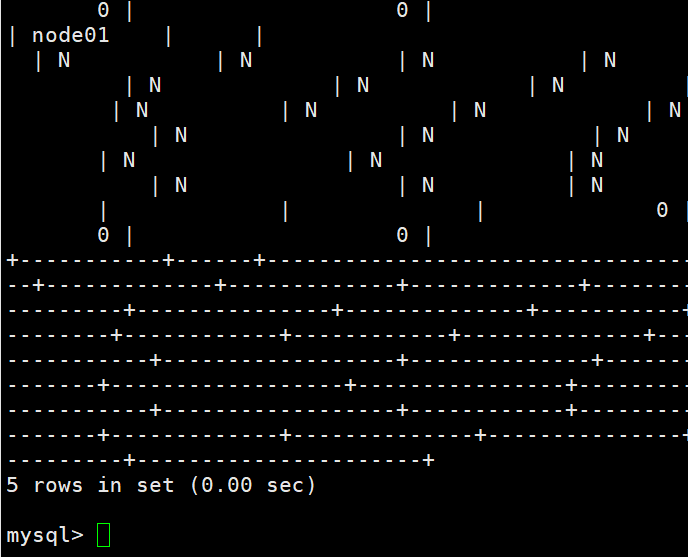 0 |                    0 |
| node01    |      |
  | N           | N           | N           | N
         | N             | N            | N           |
        | N          | N            | N            | N
           | N                | N            | N
       | N                | N              | N
           | N                | N          | N
       |             |              |             0 |
       0 |                    0 |
+-----------+------+---------------------------------
--+-------------+-------------+-------------+--------
---------+---------------+--------------+-----------+
--------+------------+------------+--------------+---
-----------+------------------+--------------+-------
-------+------------------+----------------+---------
-----------+------------------+------------+---------
-------+-------------+--------------+---------------+
---------+----------------------+
5 rows in set (0.00 sec)
mysql>